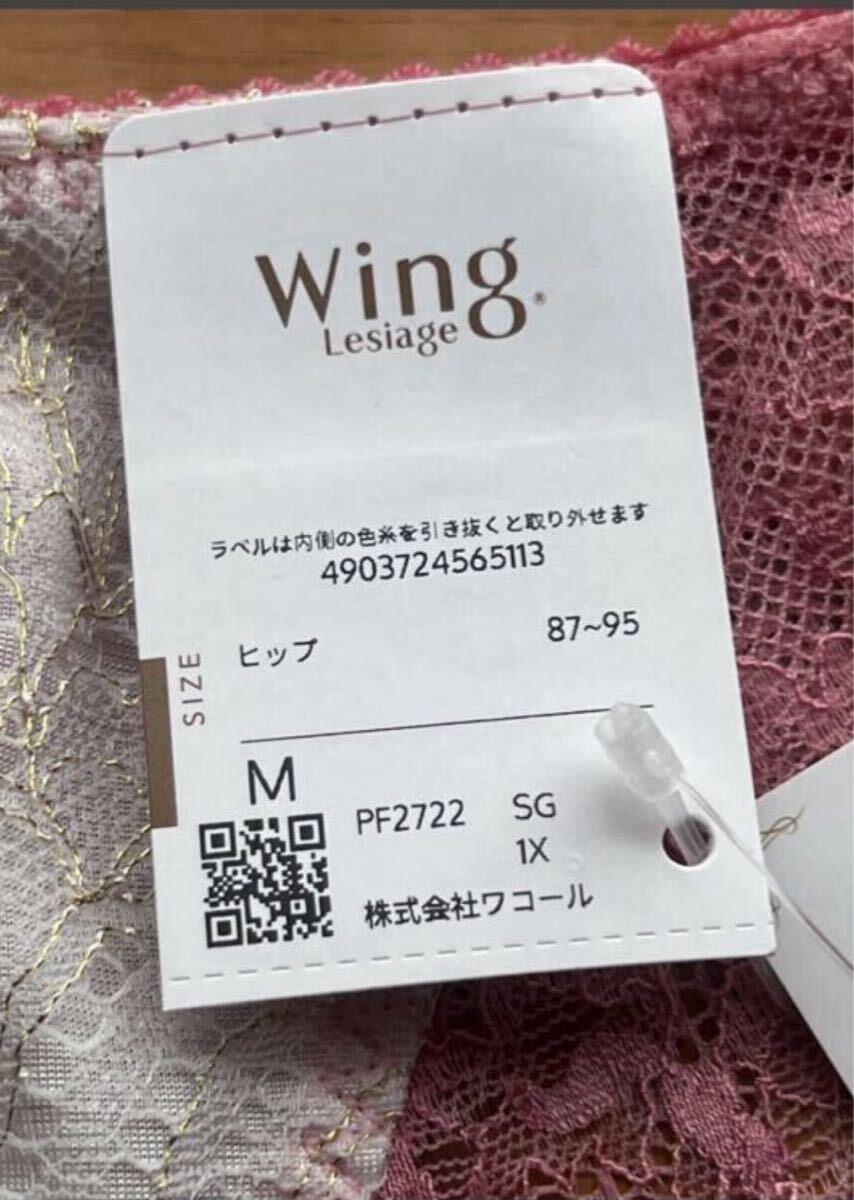 Wing®
Lesiage
ラベルは内側の色糸を引き抜くと取り外せます
4903724565113
SIZE
ヒップ 87~95
M
PF2722 SG
1X
株式会社ワコール